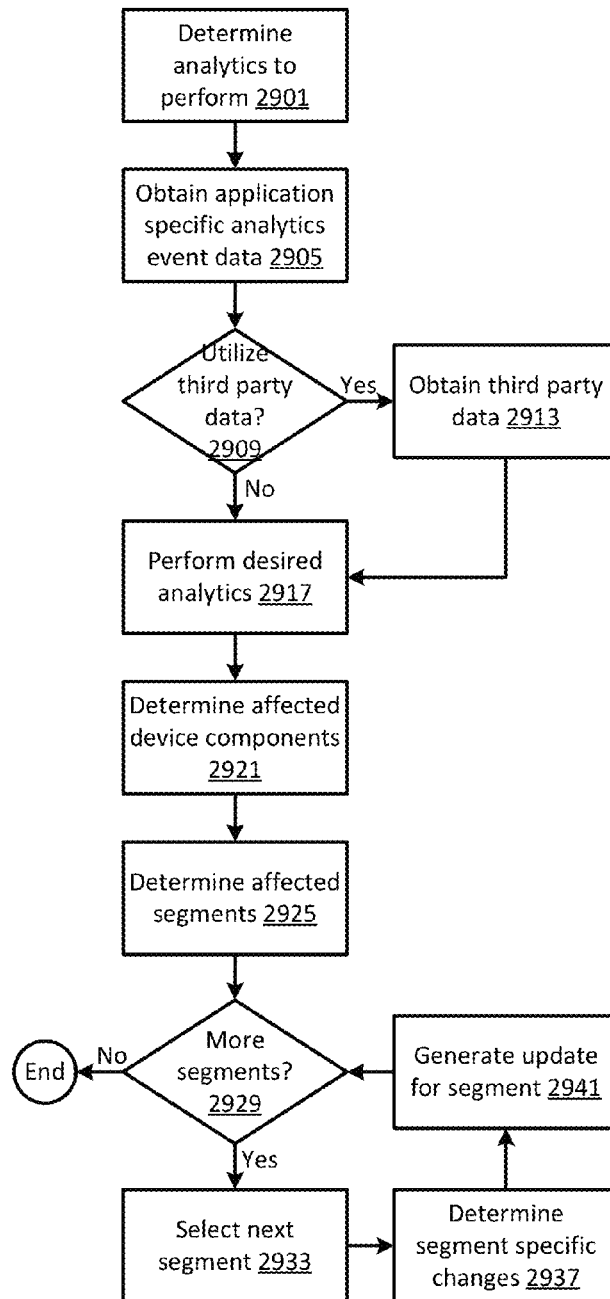 Determine
analytics to
perform 2901
Obtain application
specific analytics
event data 2905
Utilize
third party
data?
2909
Yes
Obtain third party
data 2913
No
Perform desired
analytics 2917
Determine affected
device components
2921
Determine affected
segments 2925
More
segments?
2929
No
End
Yes
Select next
segment 2933
Determine
segment specific
changes 2937
Generate update
for segment 2941